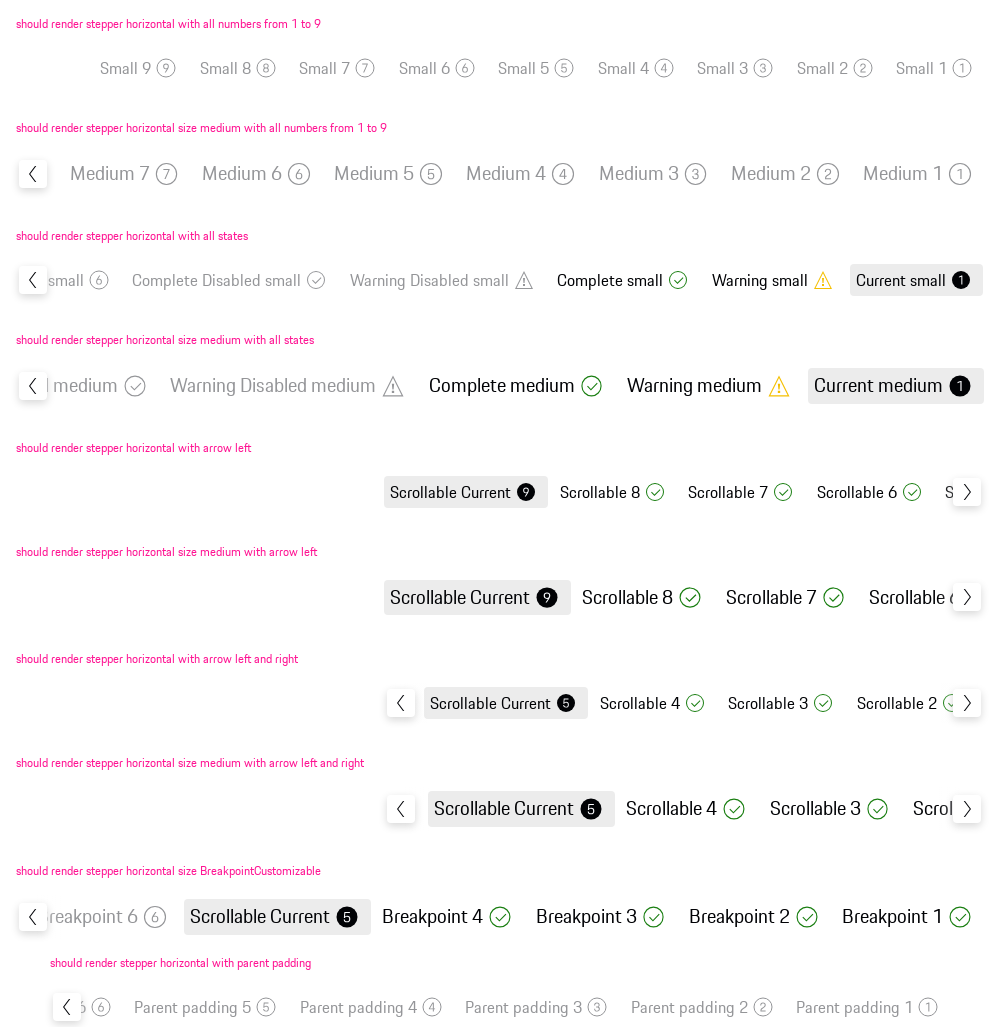 should render stepper horizontal with all numbers from 1 to 9
Small 9 9 Small 8 8 Small 7 7 Small 6 6 Small 5 5 Small 4 4 Small 3 3 Small 2 2 Small 1 1
should render stepper horizontal size medium with all numbers from 1 to 9
Medium 7 7 Medium 6 6 Medium 5 5 Medium 4 4 Medium 3 3 Medium 2 2 Medium 1 1
should render stepper horizontal with all states
small 6 Complete Disabled small Warning Disabled small Complete small Warning small Current small 1
should render stepper horizontal size medium with all states
medium Warning Disabled medium Complete medium Warning medium Current medium 1
should render stepper horizontal with arrow left
Scrollable Current 9 Scrollable 8 Scrollable 7 Scrollable 6 S
should render stepper horizontal size medium with arrow left
Scrollable Current 9 Scrollable 8 Scrollable 7 Scrollable 6
should render stepper horizontal with arrow left and right
Scrollable Current 5 Scrollable 4 Scrollable 3 Scrollable 2
should render stepper horizontal size medium with arrow left and right
Scrollable Current 5 Scrollable 4 Scrollable 3 Scrol
should render stepper horizontal size BreakpointCustomizable
reakpoint 6 6 Scrollable Current 5 Breakpoint 4 Breakpoint 3 Breakpoint 2 Breakpoint 1
should render stepper horizontal with parent padding
6 6 Parent padding 5 5 Parent padding 4 4 Parent padding 3 3 Parent padding 2 2 Parent padding 1 1